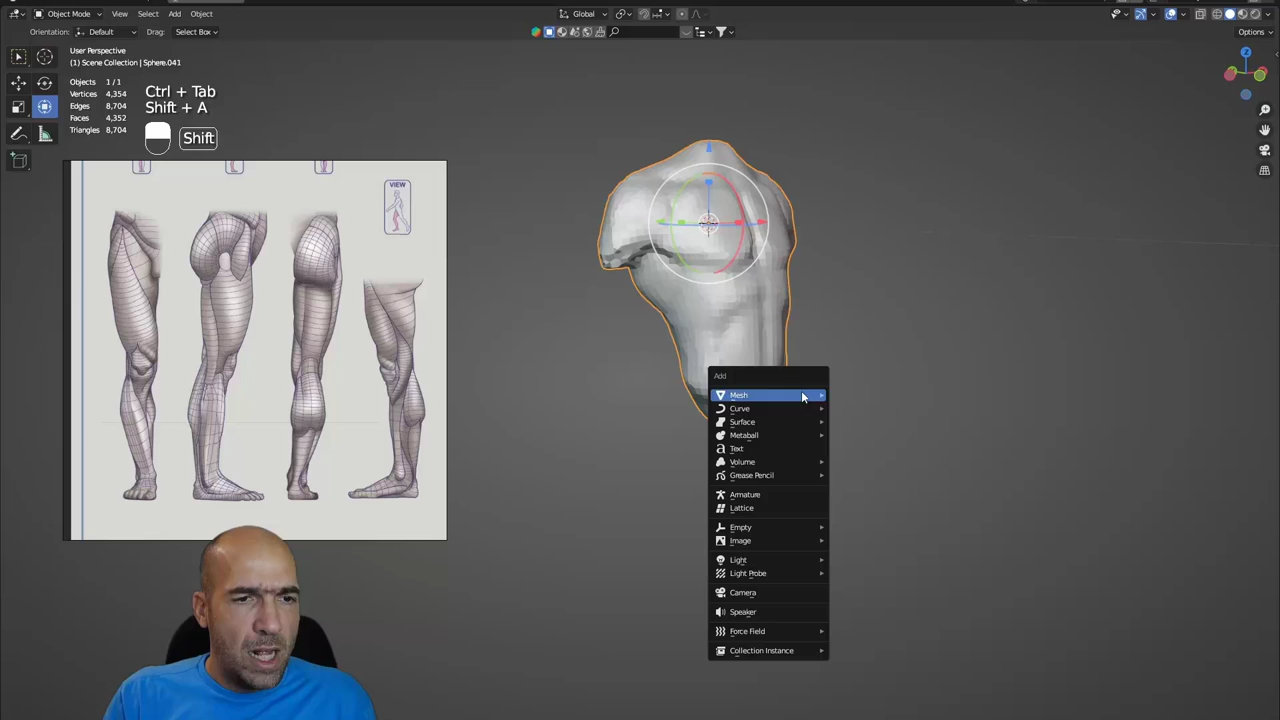 Object Mode View Select Add Object Global
Orientation: Default Drag: Select Box Options
User Perspective
(1) Scene Collection | Sphere.041
Objects 1 / 1
Vertices 4,354
Edges 8,704
Faces 4,352
Triangles 8,704
Ctrl + Tab
Shift + A
Shift
Z
VIEW
Add
Mesh
Curve
Surface
Metaball
Text
Volume
Grease Pencil
Armature
Lattice
Empty
Image
Light
Light Probe
Camera
Speaker
Force Field
Collection Instance